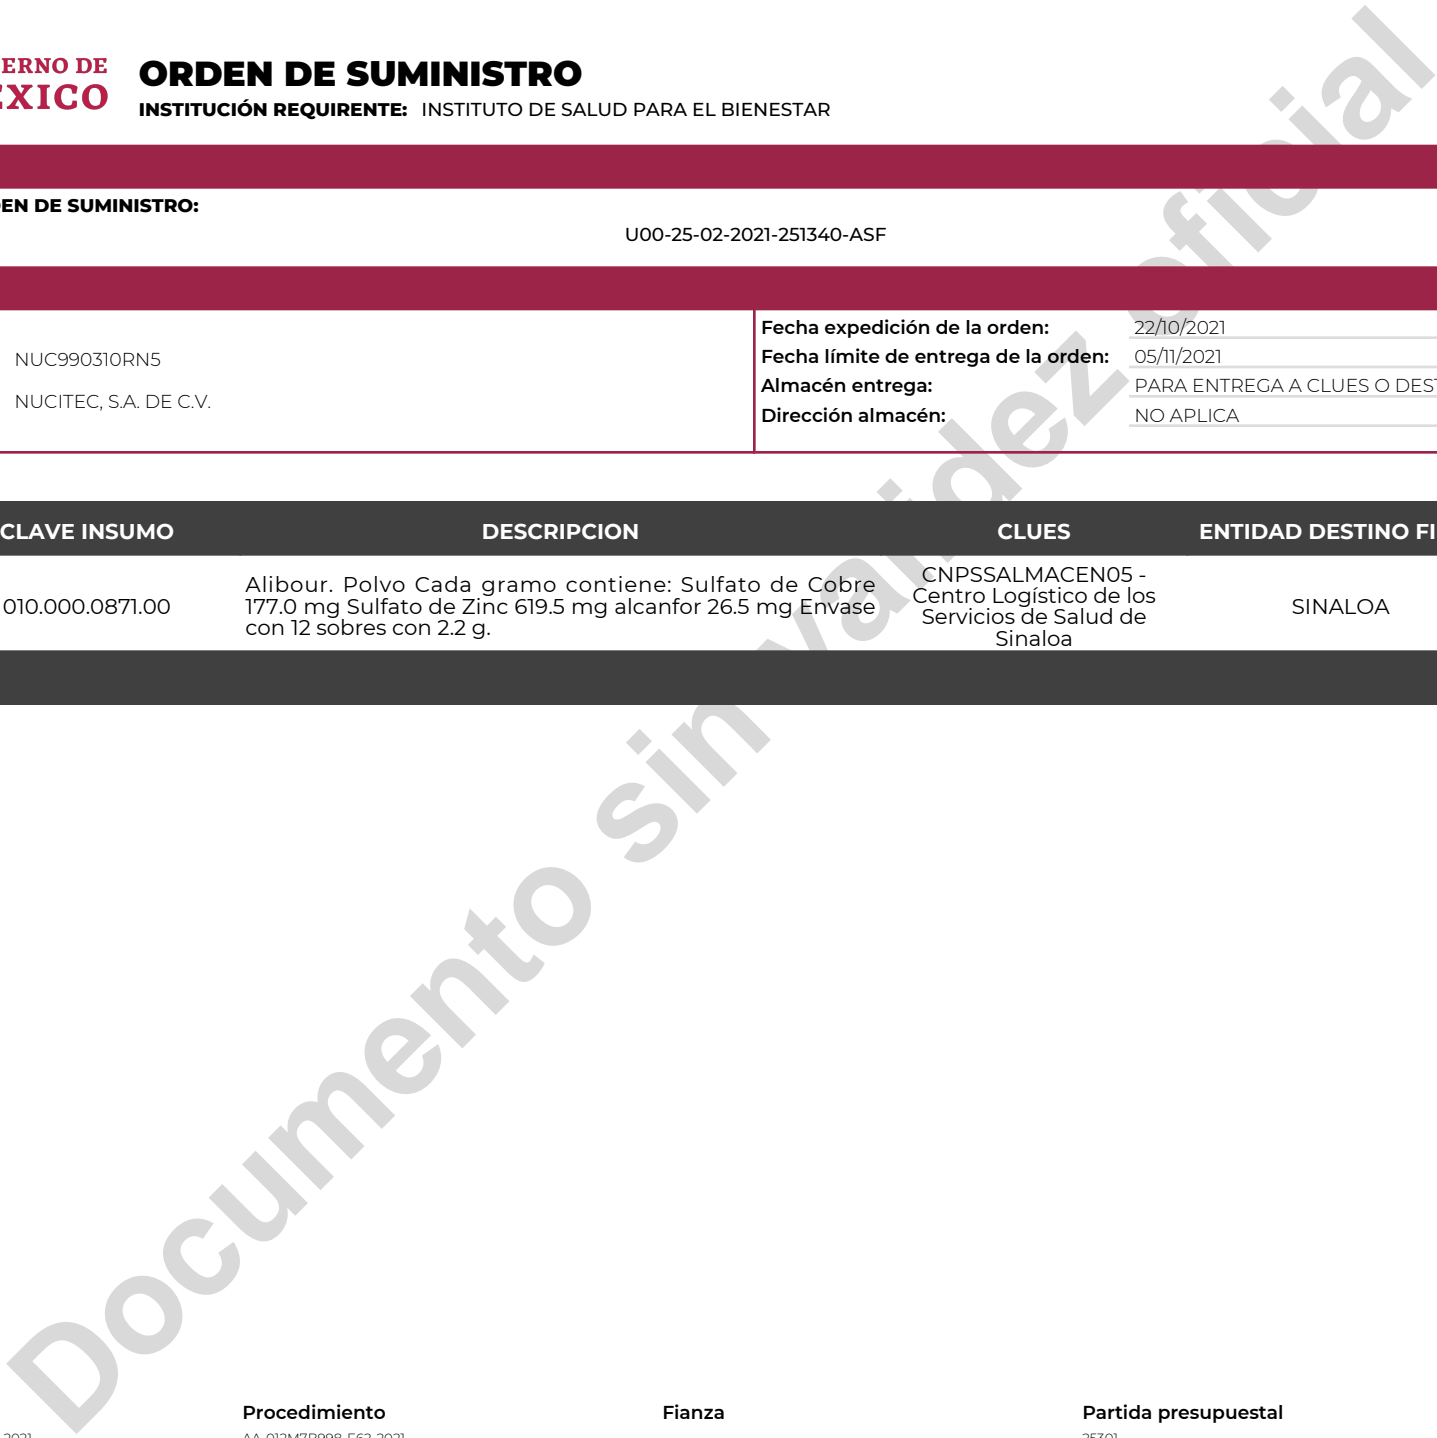 ERNO DE
EXICO
ORDEN DE SUMINISTRO
INSTITUCIÓN REQUIRENTE: INSTITUTO DE SALUD PARA EL BIENESTAR
EN DE SUMINISTRO:
U00-25-02-2021-251340-ASF
NUC990310RN5
NUCITEC, S.A. DE C.V.
Fecha expedición de la orden: 22/10/2021
Fecha límite de entrega de la orden: 05/11/2021
Almacén entrega: PARA ENTREGA A CLUES O DEST
Dirección almacén: NO APLICA
CLAVE INSUMO DESCRIPCION CLUES ENTIDAD DESTINO FI
010.000.0871.00
Alibour. Polvo Cada gramo contiene: Sulfato de Cobre
177.0 mg Sulfato de Zinc 619.5 mg alcanfor 26.5 mg Envase
con 12 sobres con 2.2 g.
CNPSSALMACEN05 -
Centro Logístico de los
Servicios de Salud de
Sinaloa
SINALOA
Documento sin validez oficial
Procedimiento Fianza Partida presupuestal